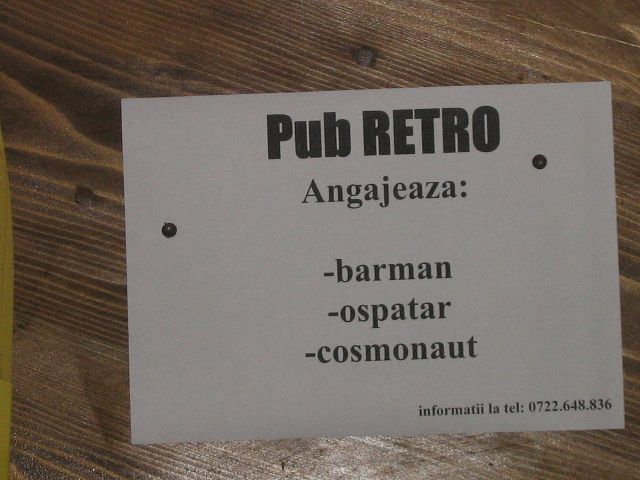 Pub RETRO
Angajeaza:
-barman
-ospatar
-cosmonaut
informatii la tel: 0722.648.836